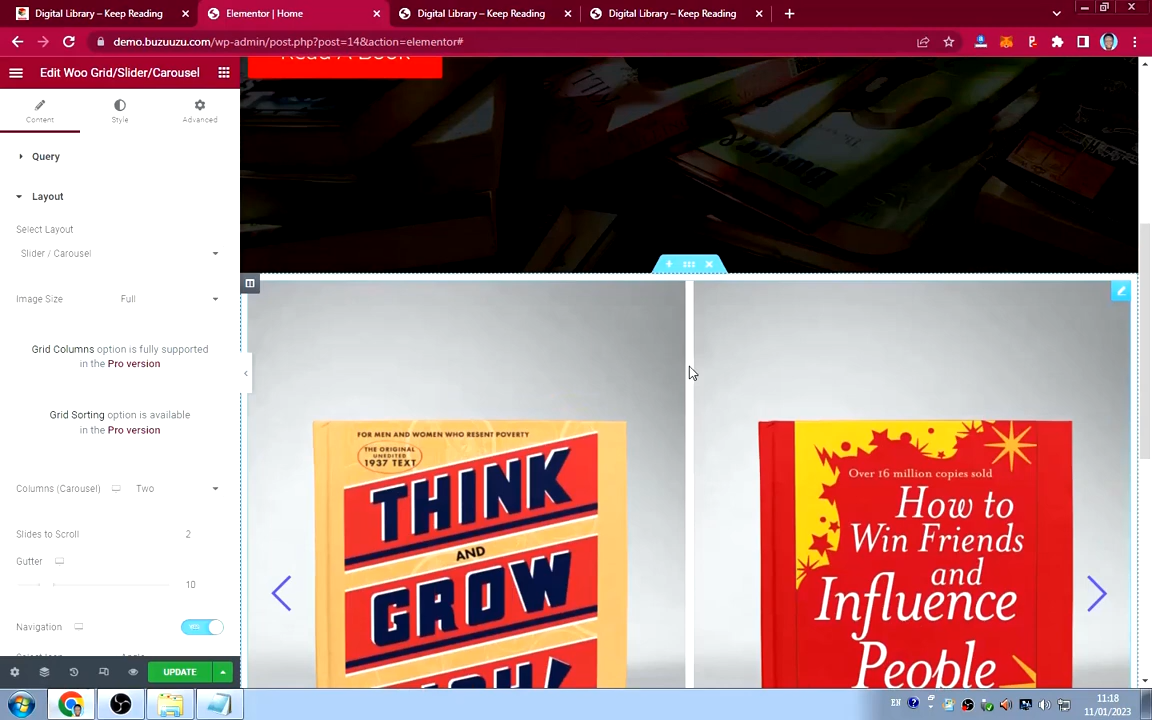 Digital Library – Keep Reading
Elementor | Home
Digital Library – Keep Reading
Digital Library – Keep Reading
demo.buzuuzu.com/wp-admin/post.php?post=14&action=elementor#
Edit Woo Grid/Slider/Carousel
Content
Style
Advanced
Query
Layout
Select Layout
Slider / Carousel
Image Size
Full
Grid Columns option is fully supported
in the Pro version
Grid Sorting option is available
in the Pro version
Columns (Carousel)
Two
Slides to Scroll
2
Gutter
10
Navigation
YES
UPDATE
Read A Book
FOR MEN AND WOMEN WHO RESENT POVERTY
THE ORIGINAL
UNEDITED
1937 TEXT
THINK
AND
GROW
Over 16 million copies sold
How to
Win Friends
and
Influence
People
EN
11:18
11/01/2023